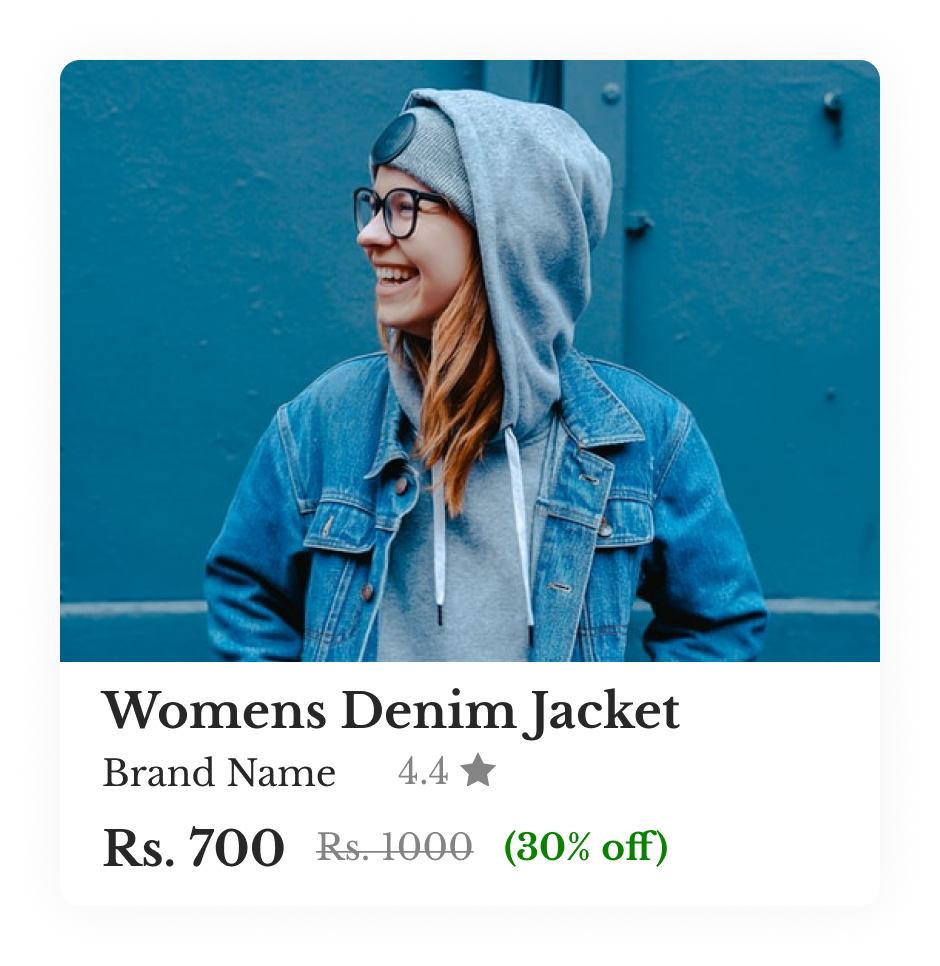 Womens Denim Jacket
Brand Name 4.4 ★
Rs. 700 Rs. 1000 (30% off)